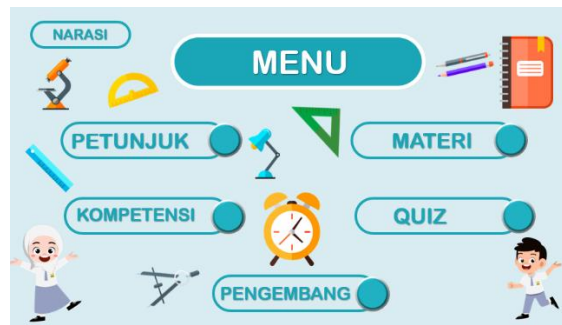 NARASI
MENU
PETUNJUK
MATERI
KOMPETENSI
QUIZ
PENGEMBANG